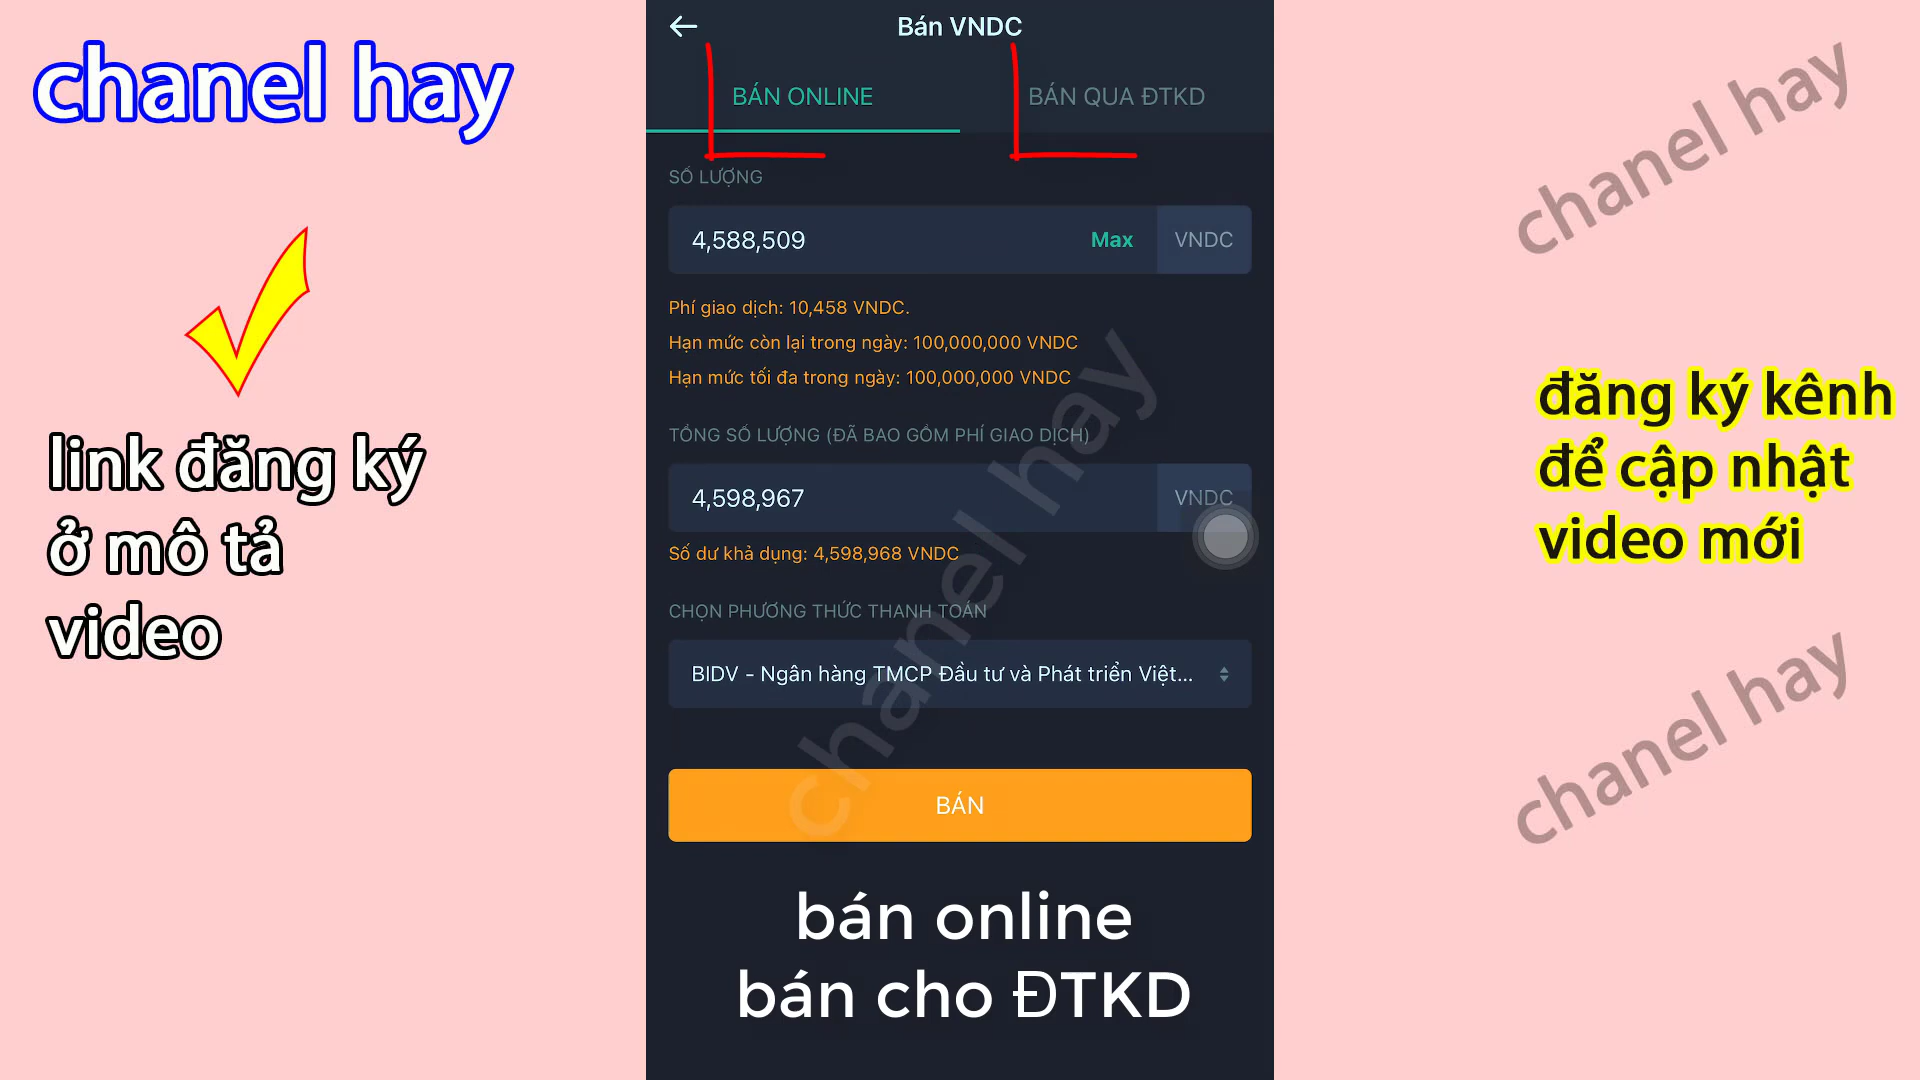 chanel hay
link đăng ký
ở mô tả
video
Bán VNDC
BÁN ONLINE
BÁN QUA ĐTKD
SỐ LƯỢNG
4,588,509
Max
VNDC
Phí giao dịch: 10,458 VNDC.
Hạn mức còn lại trong ngày: 100,000,000 VNDC
Hạn mức tối đa trong ngày: 100,000,000 VNDC
TỔNG SỐ LƯỢNG (ĐÃ BAO GỒM PHÍ GIAO DỊCH)
4,598,967
VNDC
Số dư khả dụng: 4,598,968 VNDC
CHỌN PHƯƠNG THỨC THANH TOÁN
BIDV - Ngân hàng TMCP Đầu tư và Phát triển Việt...
BÁN
chanel hay
bán online
bán cho ĐTKD
chanel hay
đăng ký kênh
để cập nhật
video mới
chanel hay